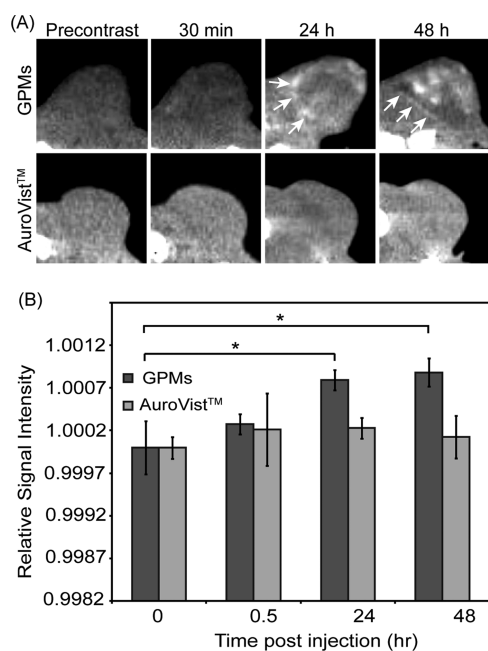 (A)
Precontrast 30 min 24 h 48 h
GPMs
AuroVist™
(B)
* 
*
GPMs
AuroVist™
Relative Signal Intensity
1.0012
1.0007
1.0002
0.9997
0.9992
0.9987
0.9982
0 0.5 24 48
Time post injection (hr)